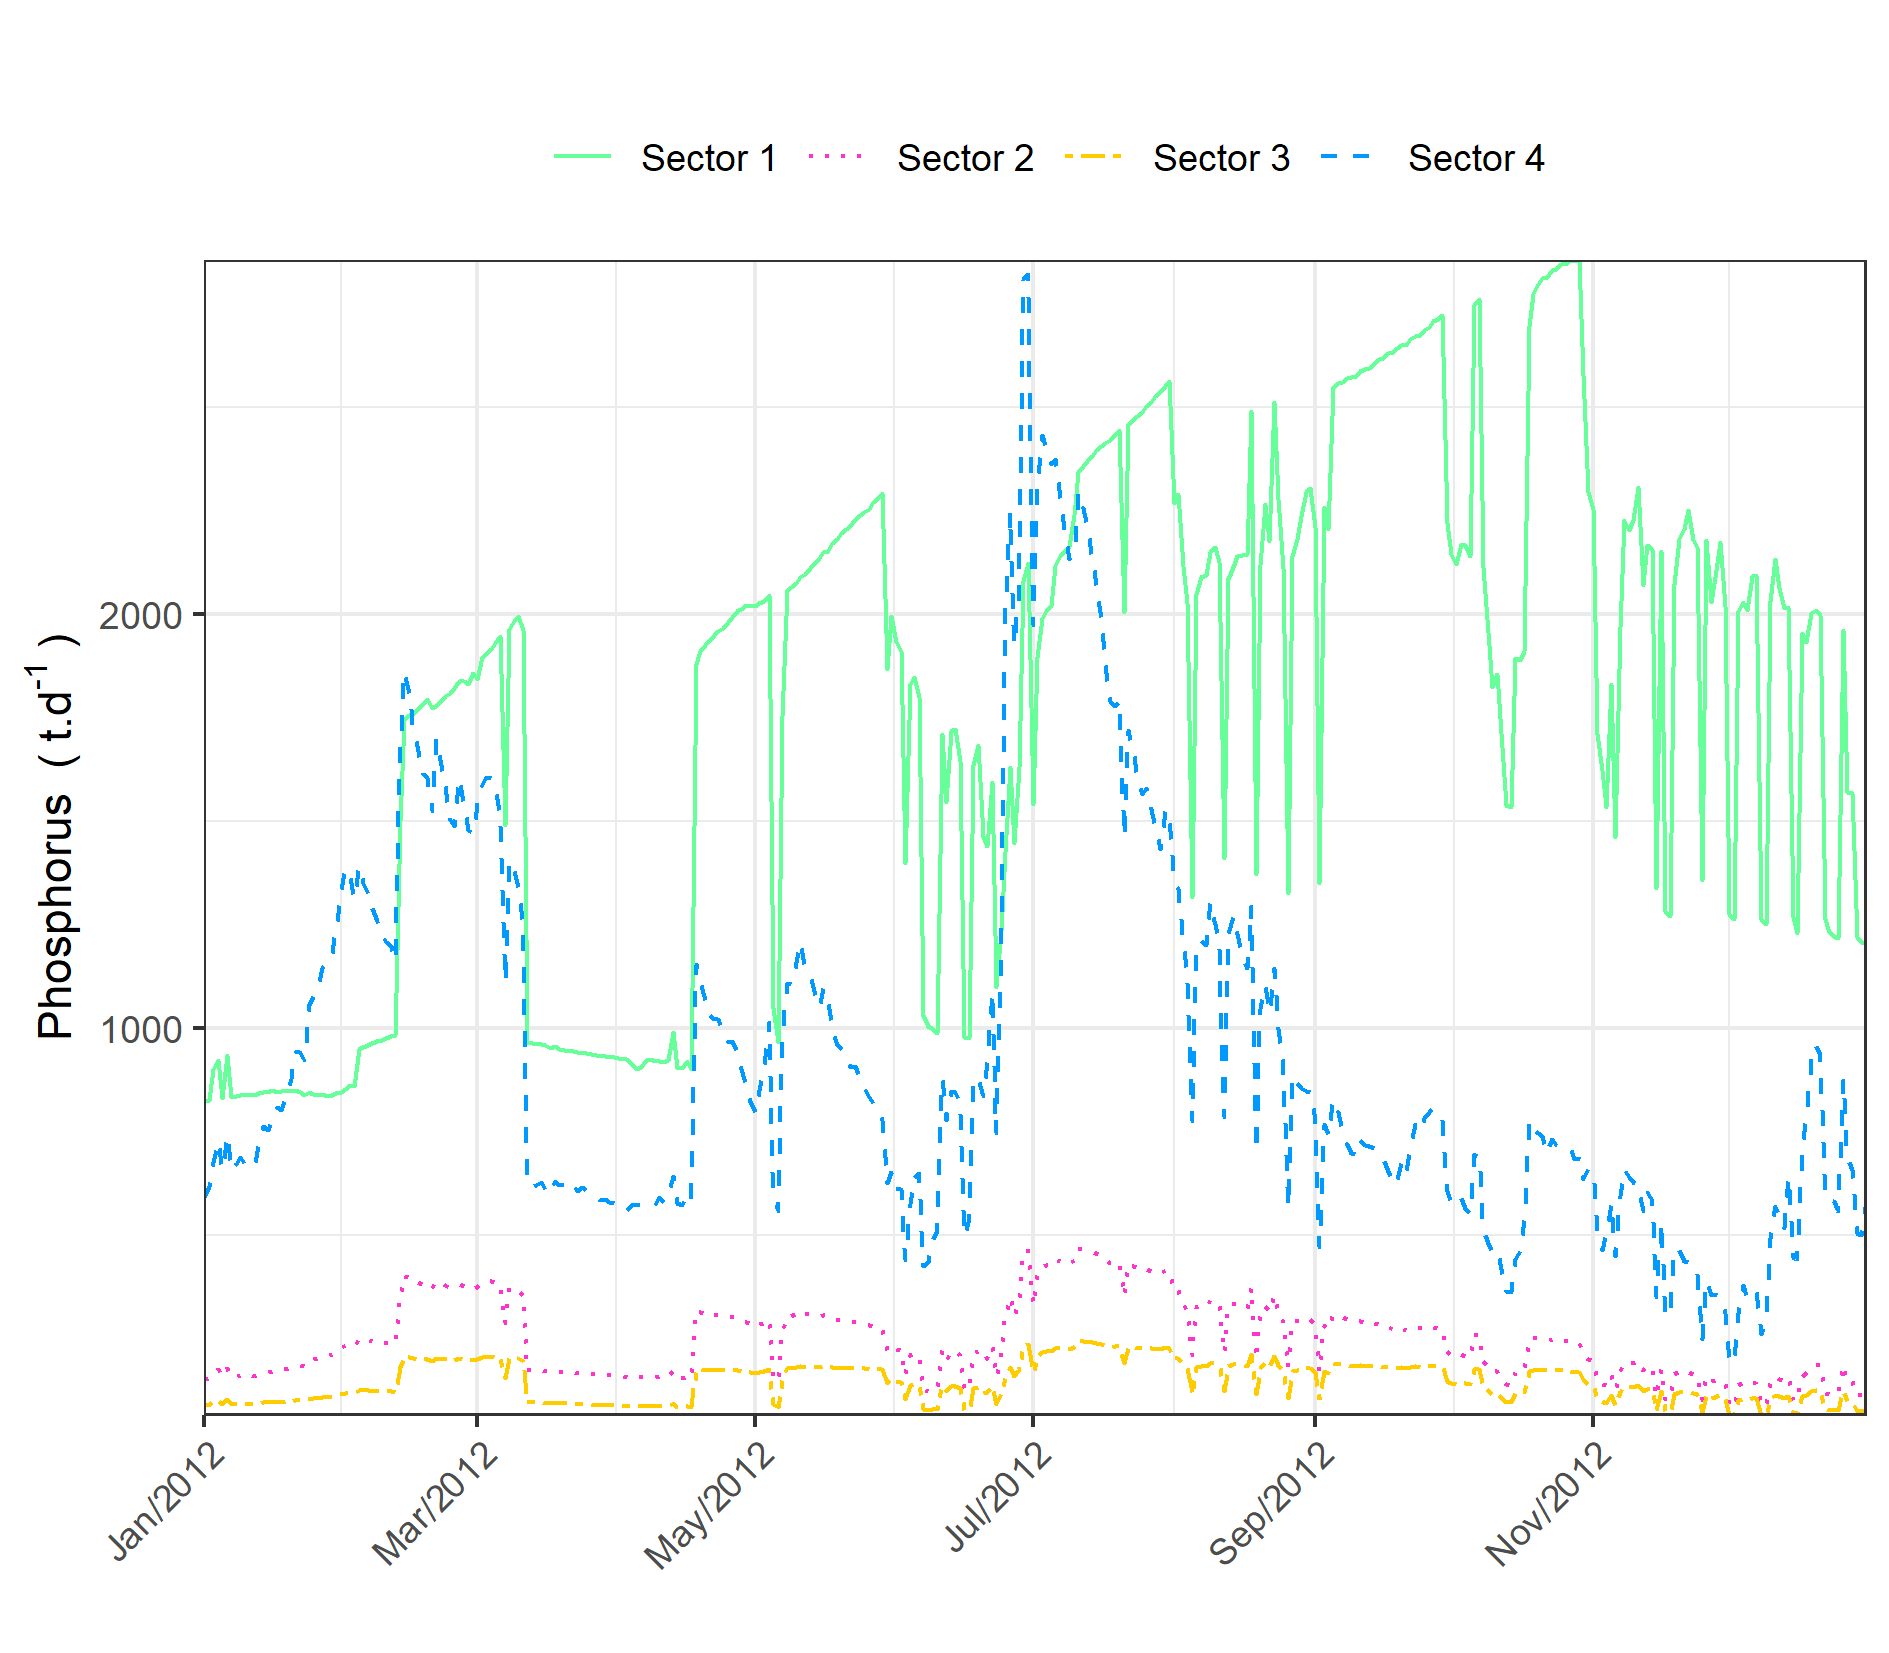 Sector 1 Sector 2 Sector 3 Sector 4
Phosphorus ( t.d-1 )
2000
1000
Jan/2012 Mar/2012 May/2012 Jul/2012 Sep/2012 Nov/2012